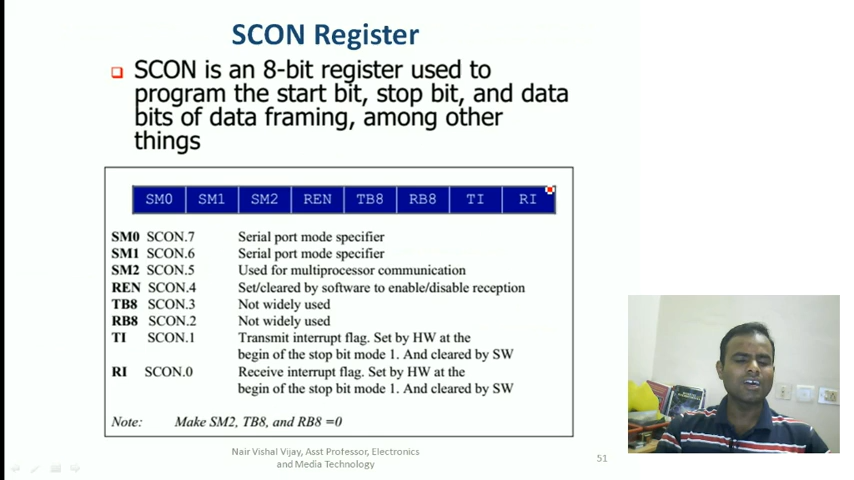 SCON Register
SCON is an 8-bit register used to
program the start bit, stop bit, and data
bits of data framing, among other
things
SM0 SM1 SM2 REN TB8 RB8 TI RI
SM0 SCON.7 Serial port mode specifier
SM1 SCON.6 Serial port mode specifier
SM2 SCON.5 Used for multiprocessor communication
REN SCON.4 Set/cleared by software to enable/disable reception
TB8 SCON.3 Not widely used
RB8 SCON.2 Not widely used
TI SCON.1 Transmit interrupt flag. Set by HW at the
begin of the stop bit mode 1. And cleared by SW
RI SCON.0 Receive interrupt flag. Set by HW at the
begin of the stop bit mode 1. And cleared by SW
Note: Make SM2, TB8, and RB8 =0
Nair Vishal Vijay, Asst Professor, Electronics
and Media Technology
51